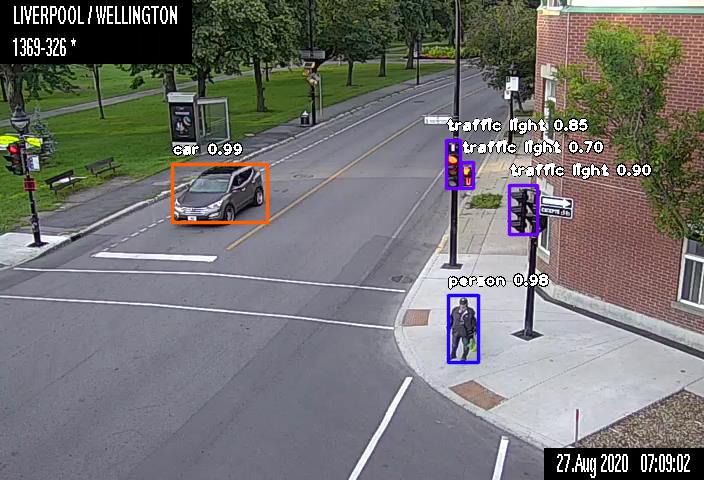 LIVERPOOL / WELLINGTON
1369-326 *
traffic light 0.85
traffic light 0.70
car 0.99
traffic light 0.90
person 0.98
27.Aug 2020 07:09:02